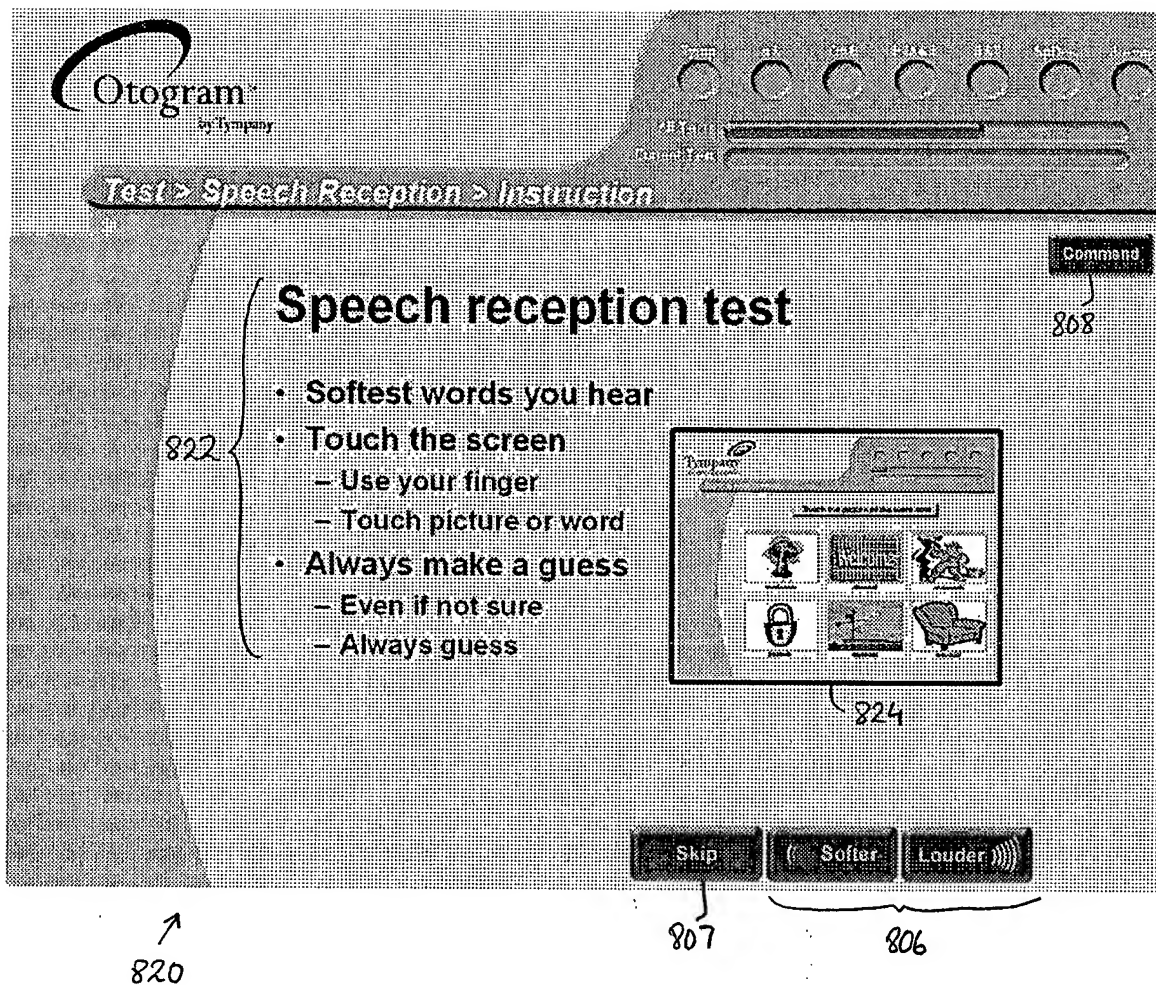 Otogram
by Tympany
Test > Speech Reception > Instruction
Command
808
Speech reception test
• Softest words you hear
• Touch the screen
– Use your finger
– Touch picture or word
• Always make a guess
– Even if not sure
– Always guess
822
Tympany
824
Skip
(( Softer
Louder )))))
807
806
820